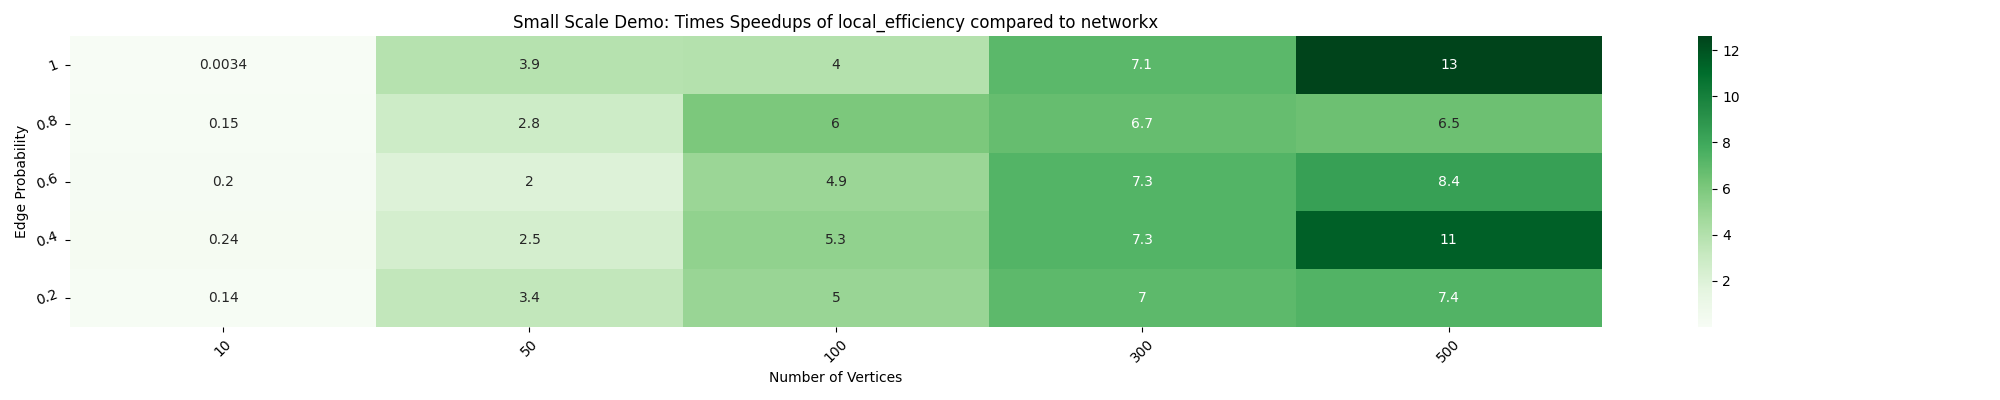 Small Scale Demo: Times Speedups of local_efficiency compared to networkx
Edge Probability
1 0.0034 3.9 4 7.1 13
0.8 0.15 2.8 6 6.7 6.5
0.6 0.2 2 4.9 7.3 8.4
0.4 0.24 2.5 5.3 7.3 11
0.2 0.14 3.4 5 7 7.4
10 50 100 300 500
Number of Vertices
12
10
8
6
4
2